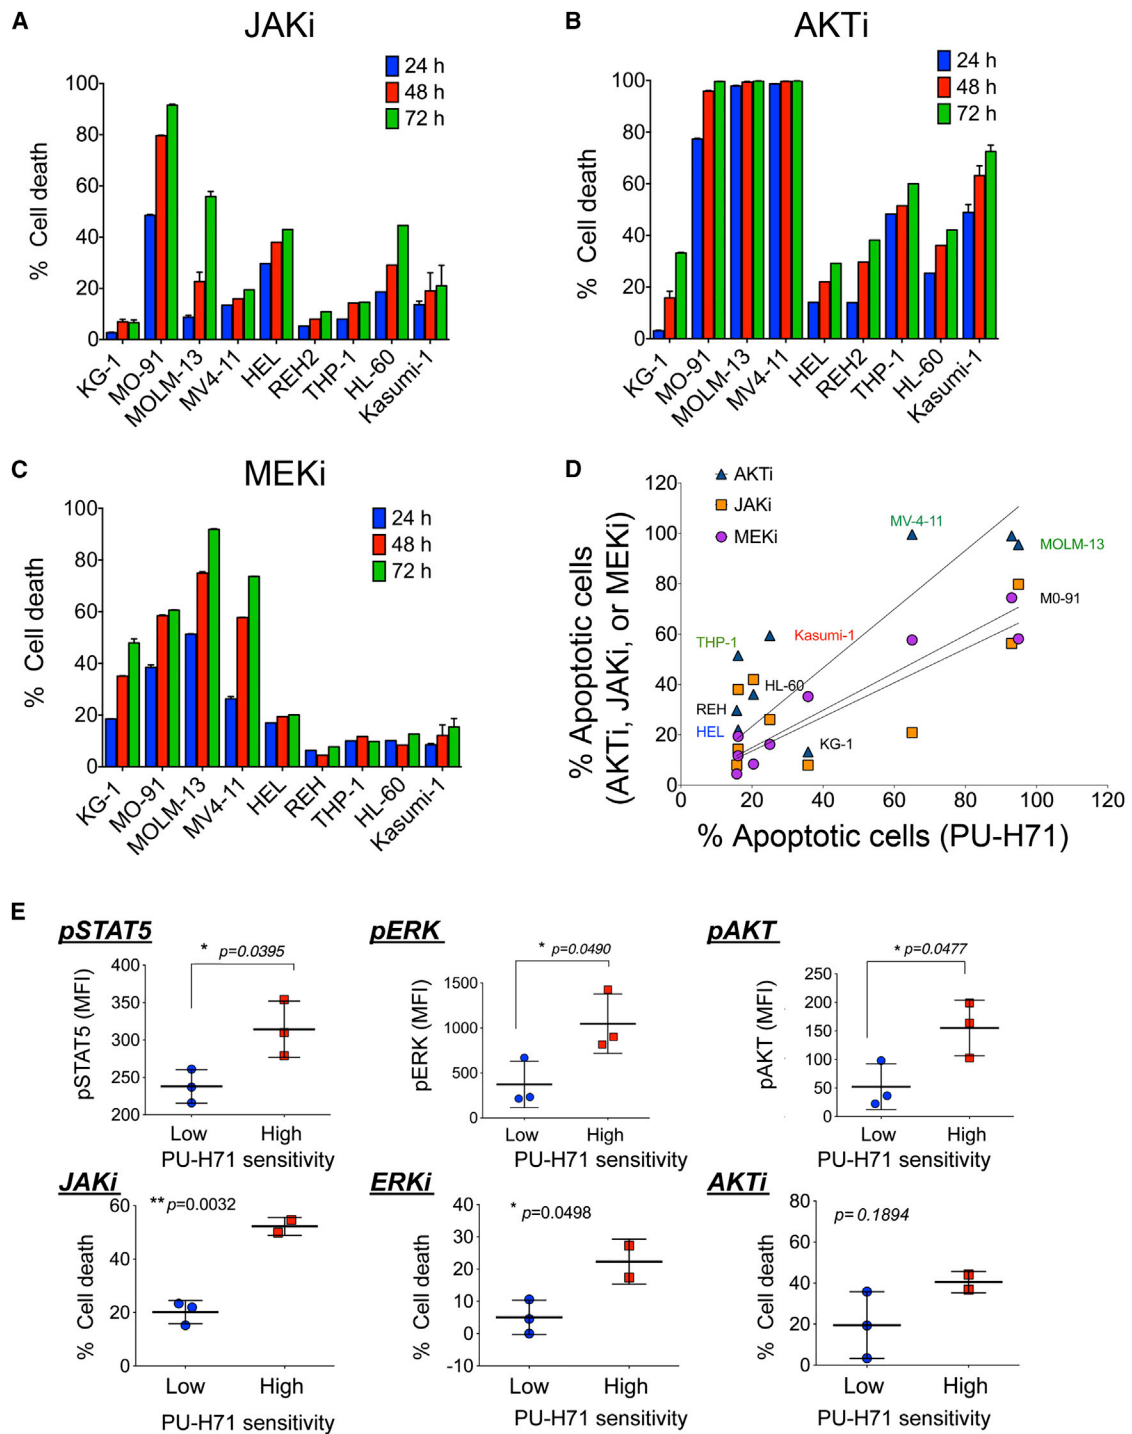 A
JAKi
24 h
48 h
72 h
% Cell death
100
80
60
40
20
0
KG-1
MO-91
MOLM-13
MV4-11
HEL
REH2
THP-1
HL-60
Kasumi-1
B
AKTi
24 h
48 h
72 h
% Cell death
100
80
60
40
20
0
KG-1
MO-91
MOLM-13
MV4-11
HEL
REH2
THP-1
HL-60
Kasumi-1
C
MEKi
24 h
48 h
72 h
% Cell death
100
80
60
40
20
0
KG-1
MO-91
MOLM-13
MV4-11
HEL
REH
THP-1
HL-60
Kasumi-1
D
AKTi
JAKi
MEKi
% Apoptotic cells
(AKTi, JAKi, or MEKi)
120
100
80
60
40
20
0
MV-4-11
MOLM-13
M0-91
Kasumi-1
THP-1
HL-60
REH
HEL
KG-1
0 20 40 60 80 100 120
% Apoptotic cells (PU-H71)
E
pSTAT5
* p=0.0395
pSTAT5 (MFI)
400
350
300
250
200
Low High
PU-H71 sensitivity
pERK
* p=0.0490
pERK (MFI)
1500
1000
500
0
Low High
PU-H71 sensitivity
pAKT
* p=0.0477
pAKT (MFI)
250
200
150
100
50
0
Low High
PU-H71 sensitivity
JAKi
** p=0.0032
% Cell death
60
40
20
0
Low High
PU-H71 sensitivity
ERKi
* p=0.0498
% Cell death
40
30
20
10
0
-10
Low High
PU-H71 sensitivity
AKTi
p= 0.1894
% Cell death
80
60
40
20
0
Low High
PU-H71 sensitivity